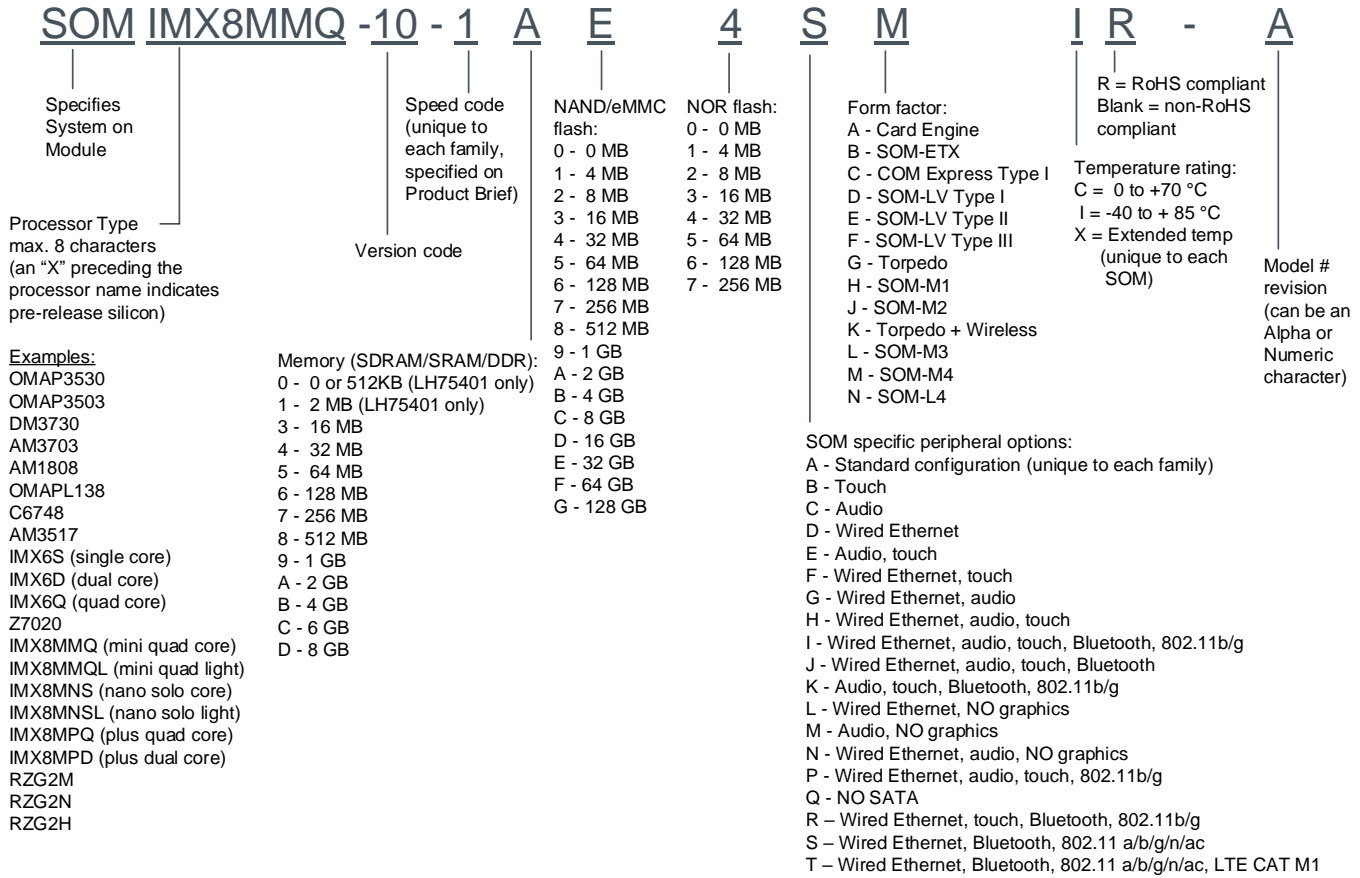 SOM IMX8MMQ -10 - 1 A E 4 S M I R - A
Specifies
System on
Module
Processor Type
max. 8 characters
(an “X” preceding the
processor name indicates
pre-release silicon)
Examples:
OMAP3530
OMAP3503
DM3730
AM3703
AM1808
OMAPL138
C6748
AM3517
IMX6S (single core)
IMX6D (dual core)
IMX6Q (quad core)
Z7020
IMX8MMQ (mini quad core)
IMX8MMQL (mini quad light)
IMX8MNS (nano solo core)
IMX8MNSL (nano solo light)
IMX8MPQ (plus quad core)
IMX8MPD (plus dual core)
RZG2M
RZG2N
RZG2H
Version code
Speed code
(unique to
each family,
specified on
Product Brief)
Memory (SDRAM/SRAM/DDR):
0 - 0 or 512KB (LH75401 only)
1 - 2 MB (LH75401 only)
3 - 16 MB
4 - 32 MB
5 - 64 MB
6 - 128 MB
7 - 256 MB
8 - 512 MB
9 - 1 GB
A - 2 GB
B - 4 GB
C - 6 GB
D - 8 GB
NAND/eMMC
flash:
0 - 0 MB
1 - 4 MB
2 - 8 MB
3 - 16 MB
4 - 32 MB
5 - 64 MB
6 - 128 MB
7 - 256 MB
8 - 512 MB
9 - 1 GB
A - 2 GB
B - 4 GB
C - 8 GB
D - 16 GB
E - 32 GB
F - 64 GB
G - 128 GB
NOR flash:
0 - 0 MB
1 - 4 MB
2 - 8 MB
3 - 16 MB
4 - 32 MB
5 - 64 MB
6 - 128 MB
7 - 256 MB
Form factor:
A - Card Engine
B - SOM-ETX
C - COM Express Type I
D - SOM-LV Type I
E - SOM-LV Type II
F - SOM-LV Type III
G - Torpedo
H - SOM-M1
J - SOM-M2
K - Torpedo + Wireless
L - SOM-M3
M - SOM-M4
N - SOM-L4
SOM specific peripheral options:
A - Standard configuration (unique to each family)
B - Touch
C - Audio
D - Wired Ethernet
E - Audio, touch
F - Wired Ethernet, touch
G - Wired Ethernet, audio
H - Wired Ethernet, audio, touch
I - Wired Ethernet, audio, touch, Bluetooth, 802.11b/g
J - Wired Ethernet, audio, touch, Bluetooth
K - Audio, touch, Bluetooth, 802.11b/g
L - Wired Ethernet, NO graphics
M - Audio, NO graphics
N - Wired Ethernet, audio, NO graphics
P - Wired Ethernet, audio, touch, 802.11b/g
Q - NO SATA
R – Wired Ethernet, touch, Bluetooth, 802.11b/g
S – Wired Ethernet, Bluetooth, 802.11 a/b/g/n/ac
T – Wired Ethernet, Bluetooth, 802.11 a/b/g/n/ac, LTE CAT M1
R = RoHS compliant
Blank = non-RoHS
compliant
Temperature rating:
C = 0 to +70 °C
I = -40 to + 85 °C
X = Extended temp
(unique to each
SOM)
Model #
revision
(can be an
Alpha or
Numeric
character)